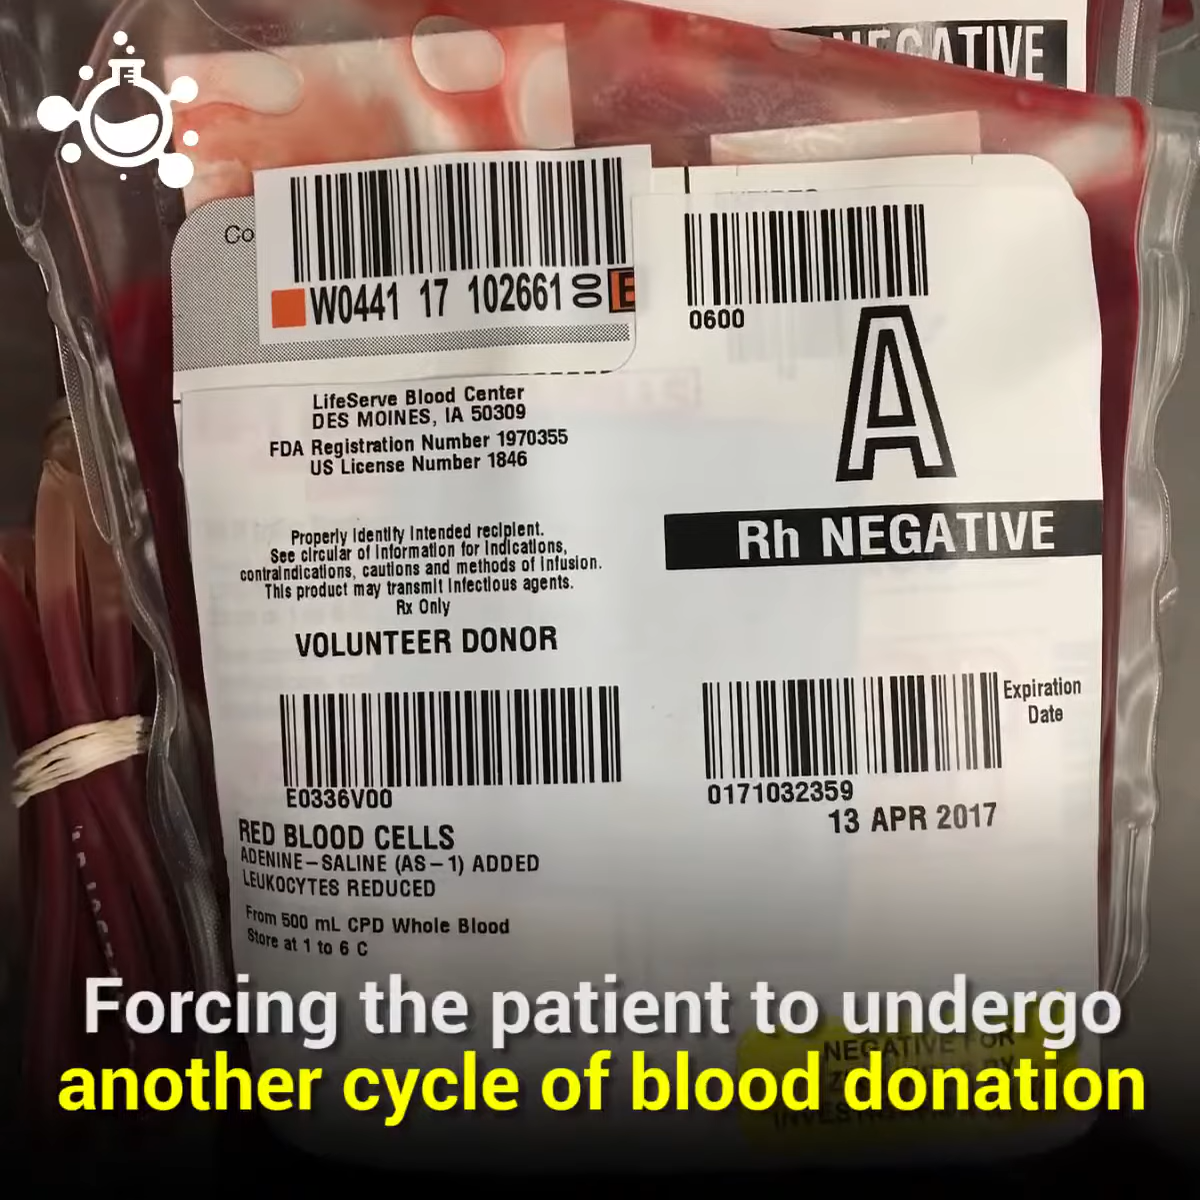 NEGATIVE
Co
W0441 17 102661 00 E
0600
A
Rh NEGATIVE
LifeServe Blood Center
DES MOINES, IA 50309
FDA Registration Number 1970355
US License Number 1846
Properly identify intended recipient.
See circular of information for indications,
contraindications, cautions and methods of infusion.
This product may transmit infectious agents.
Rx Only
VOLUNTEER DONOR
E0336V00
Expiration
Date
0171032359
13 APR 2017
RED BLOOD CELLS
ADENINE-SALINE (AS-1) ADDED
LEUKOCYTES REDUCED
From 500 mL CPD Whole Blood
Store at 1 to 6 C
Forcing the patient to undergo
another cycle of blood donation
NEGATIVE FOR